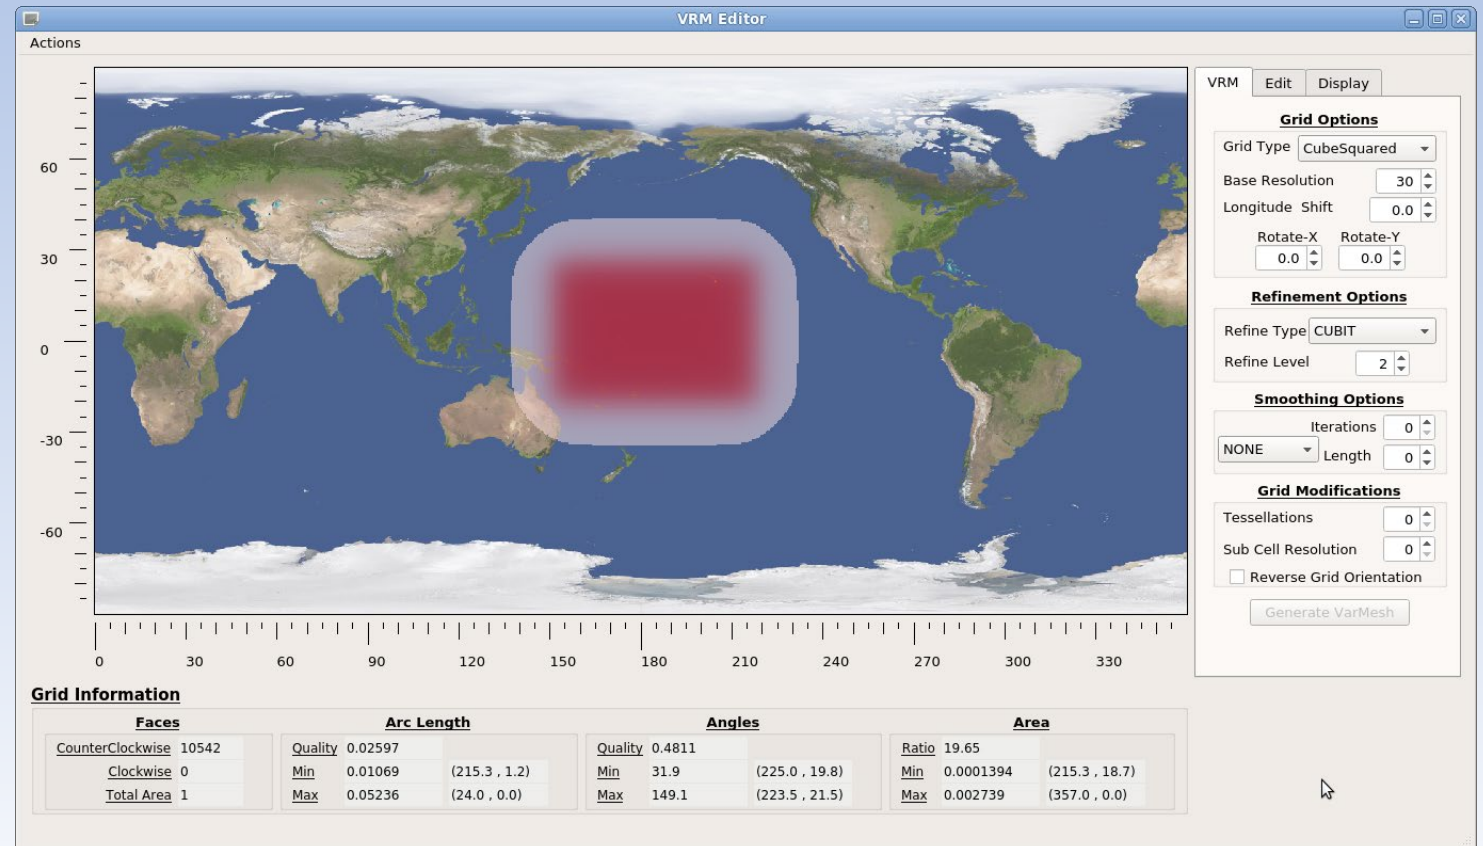 VRM Editor
Actions
VRM Edit Display
Grid Options
Grid Type CubeSquared
Base Resolution 30
Longitude Shift 0.0
Rotate-X Rotate-Y
0.0 0.0
Refinement Options
Refine Type CUBIT
Refine Level 2
Smoothing Options
Iterations 0
NONE Length 0
Grid Modifications
Tessellations 0
Sub Cell Resolution 0
Reverse Grid Orientation
Generate VarMesh
60
30
0
-30
-60
0 30 60 90 120 150 180 210 240 270 300 330
Grid Information
Faces Arc Length Angles Area
CounterClockwise 10542 Quality 0.02597 Quality 0.4811 Ratio 19.65
Clockwise 0 Min 0.01069 (215.3 , 1.2) Min 31.9 (225.0 , 19.8) Min 0.0001394 (215.3 , 18.7)
Total Area 1 Max 0.05236 (24.0 , 0.0) Max 149.1 (223.5 , 21.5) Max 0.002739 (357.0 , 0.0)